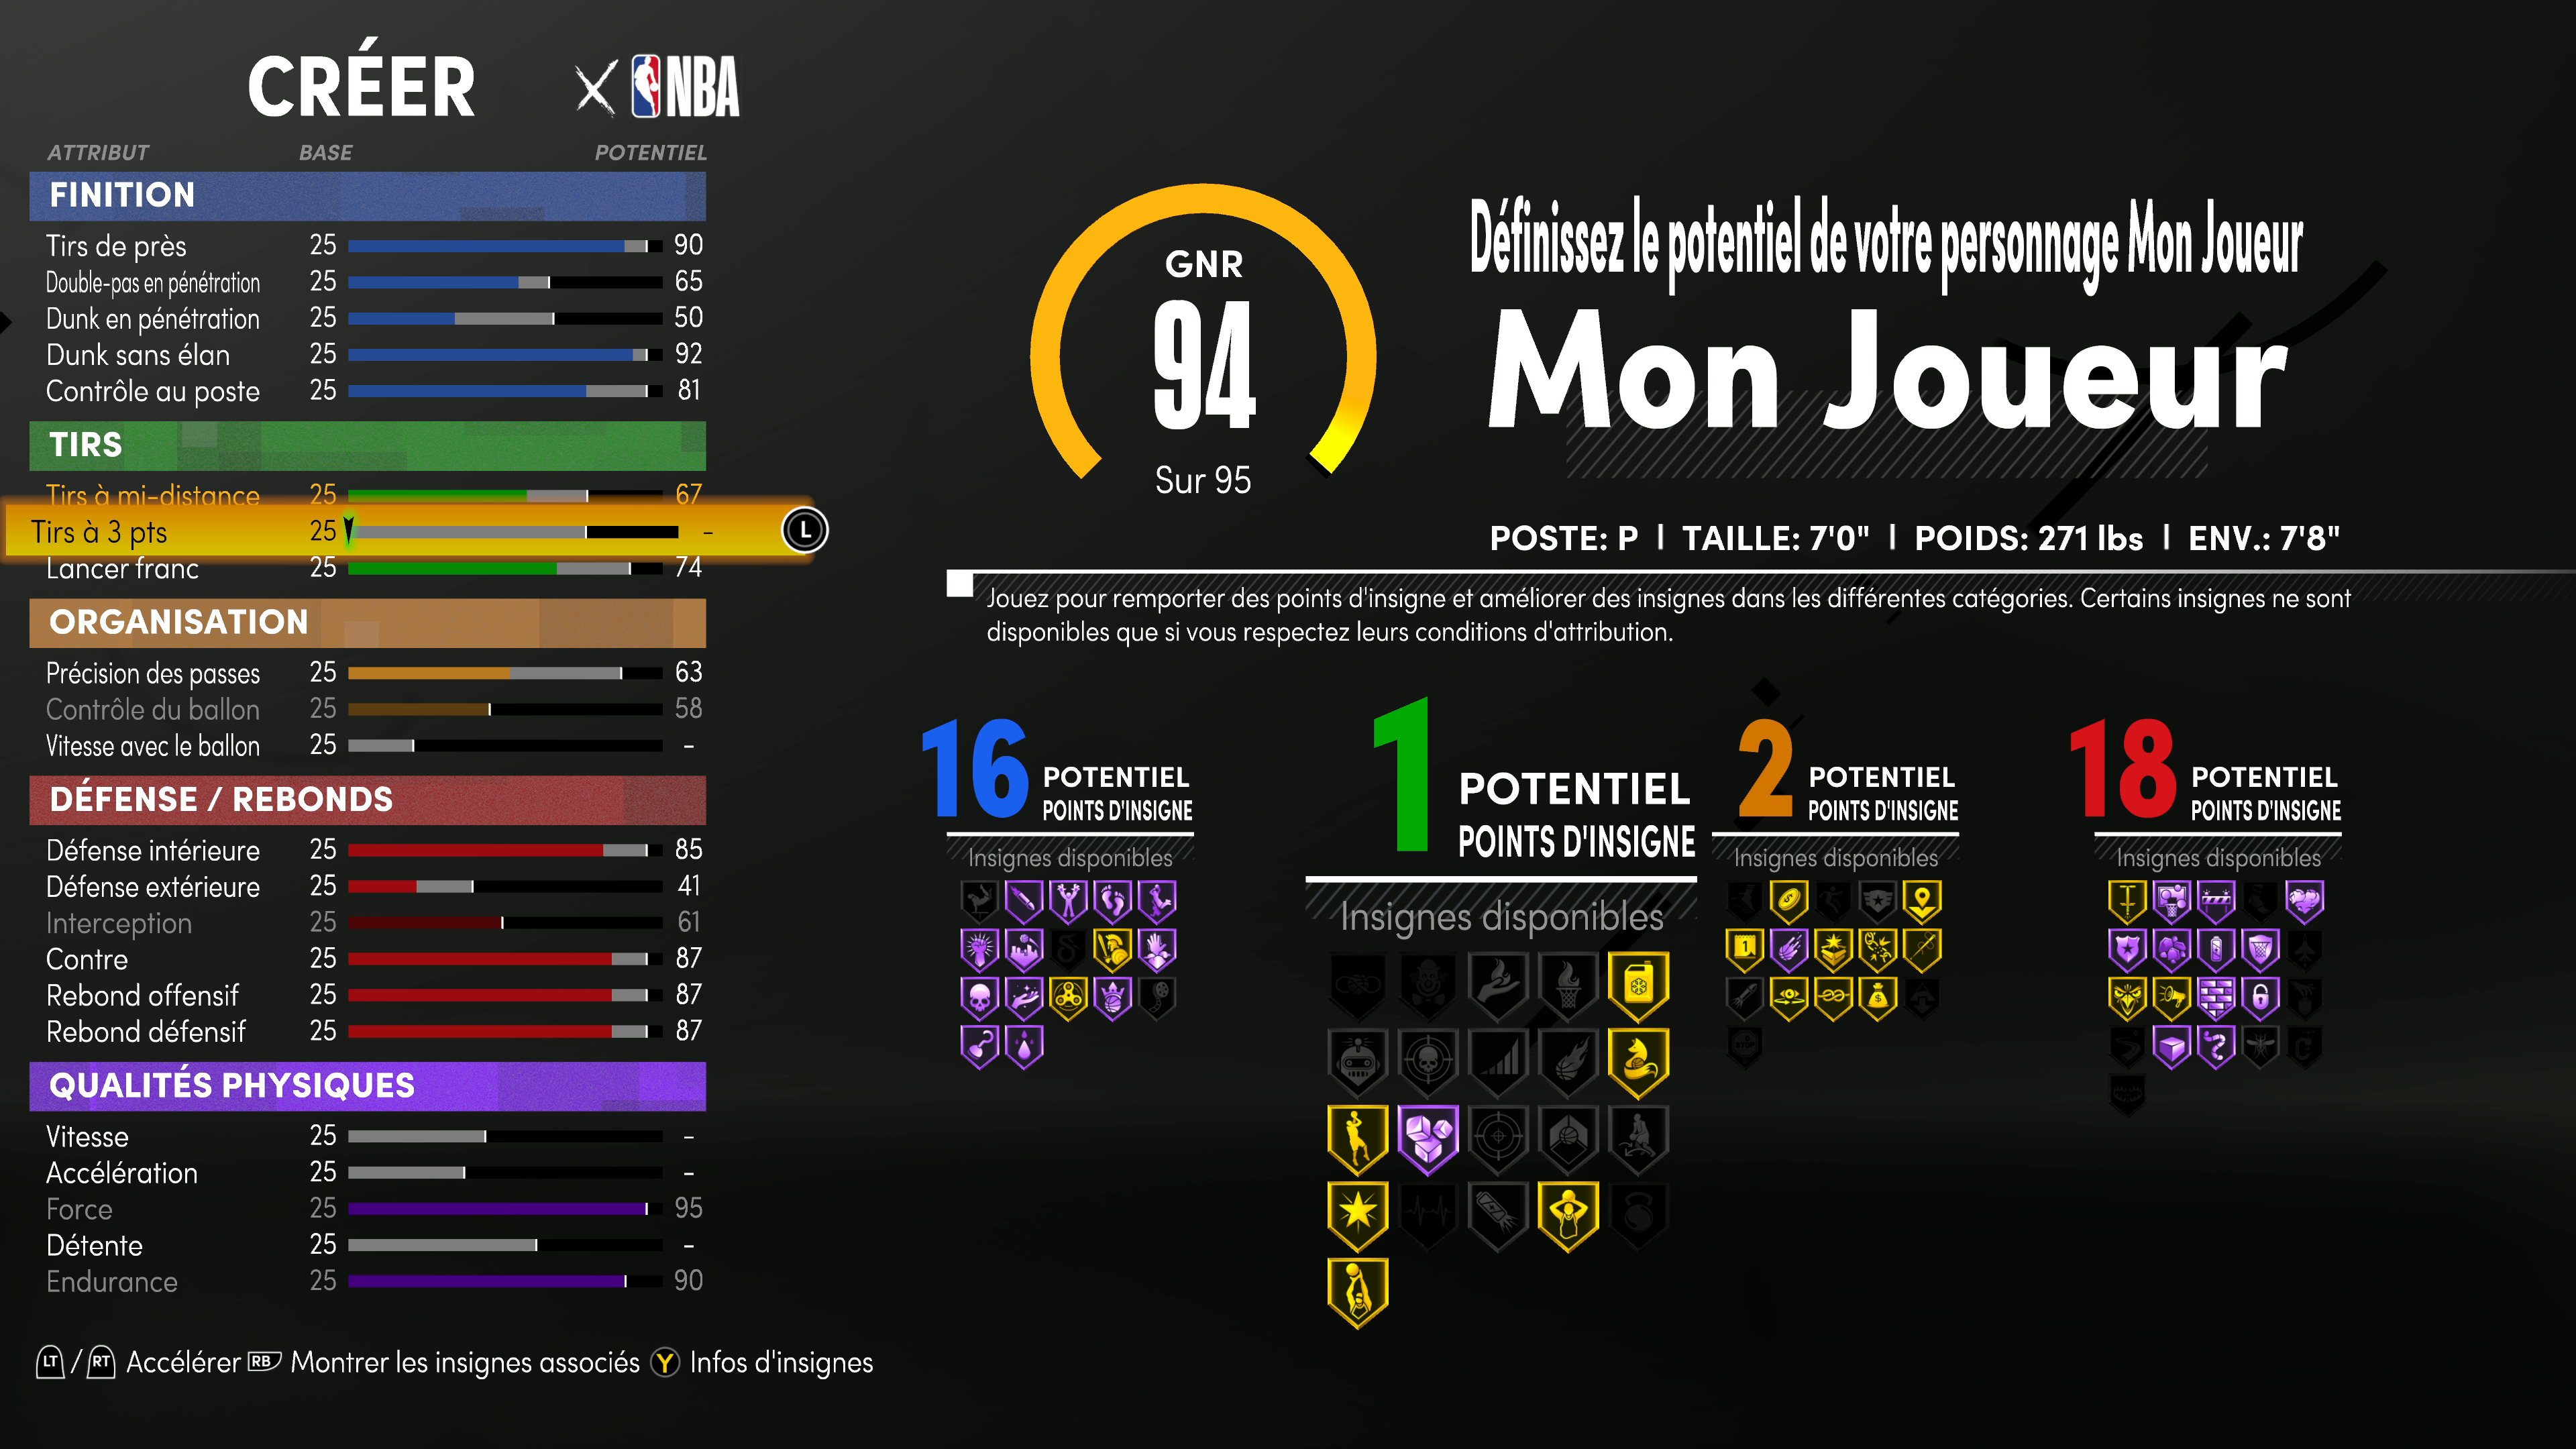 CRÉER NBA
ATTRIBUT BASE POTENTIEL
FINITION
Tirs de près 25 90
Double-pas en pénétration 25 65
Dunk en pénétration 25 50
Dunk sans élan 25 92
Contrôle au poste 25 81
TIRS
Tirs à mi-distance 25 67
Tirs à 3 pts 25 - L
Lancer franc 25 74
ORGANISATION
Précision des passes 25 63
Contrôle du ballon 25 58
Vitesse avec le ballon 25 -
DÉFENSE / REBONDS
Défense intérieure 25 85
Défense extérieure 25 41
Interception 25 61
Contre 25 87
Rebond offensif 25 87
Rebond défensif 25 87
QUALITÉS PHYSIQUES
Vitesse 25 -
Accélération 25 -
Force 25 95
Détente 25 -
Endurance 25 90
LT / RT Accélérer RB Montrer les insignes associés Y Infos d'insignes
GNR
94
Sur 95
Définissez le potentiel de votre personnage Mon Joueur
Mon Joueur
POSTE: P | TAILLE: 7'0" | POIDS: 271 lbs | ENV.: 7'8"
Jouez pour remporter des points d'insigne et améliorer des insignes dans les différentes catégories. Certains insignes ne sont
disponibles que si vous respectez leurs conditions d'attribution.
16 POTENTIEL
POINTS D'INSIGNE
Insignes disponibles
1 POTENTIEL
POINTS D'INSIGNE
Insignes disponibles
2 POTENTIEL
POINTS D'INSIGNE
Insignes disponibles
18 POTENTIEL
POINTS D'INSIGNE
Insignes disponibles